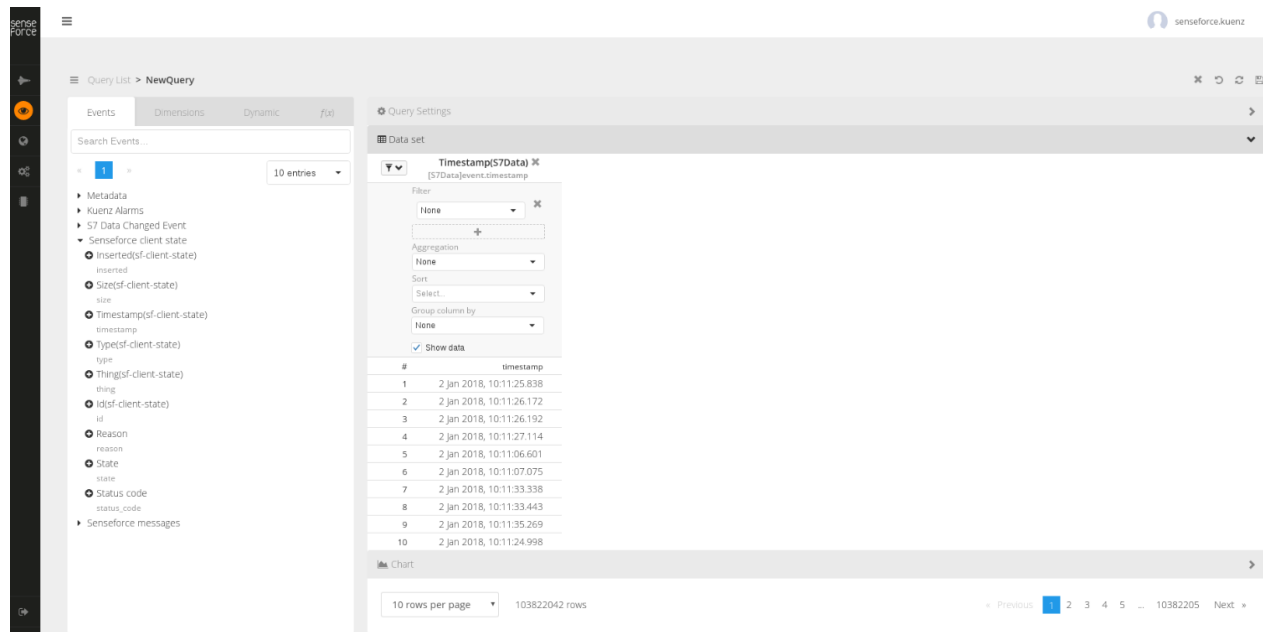 sense
Force
senseforce.kuenz
Query List > NewQuery
Events Dimensions Dynamic f(x)
Search Events...
« 1 »
10 entries
Metadata
Kuenz Alarms
S7 Data Changed Event
Senseforce client state
Inserted(sf-client-state)
inserted
Size(sf-client-state)
size
Timestamp(sf-client-state)
timestamp
Type(sf-client-state)
type
Thing(sf-client-state)
thing
Id(sf-client-state)
id
Reason
reason
State
state
Status code
status_code
Senseforce messages
Query Settings
Data set
Timestamp(S7Data)
[S7Data]event.timestamp
Filter
None
+
Aggregation
None
Sort
Select...
Group column by
None
Show data
# timestamp
1 2 Jan 2018, 10:11:25.838
2 2 Jan 2018, 10:11:26.172
3 2 Jan 2018, 10:11:26.192
4 2 Jan 2018, 10:11:27.114
5 2 Jan 2018, 10:11:06.601
6 2 Jan 2018, 10:11:07.075
7 2 Jan 2018, 10:11:33.338
8 2 Jan 2018, 10:11:33.443
9 2 Jan 2018, 10:11:35.269
10 2 Jan 2018, 10:11:24.998
Chart
10 rows per page 103822042 rows
« Previous 1 2 3 4 5 ... 10382205 Next »